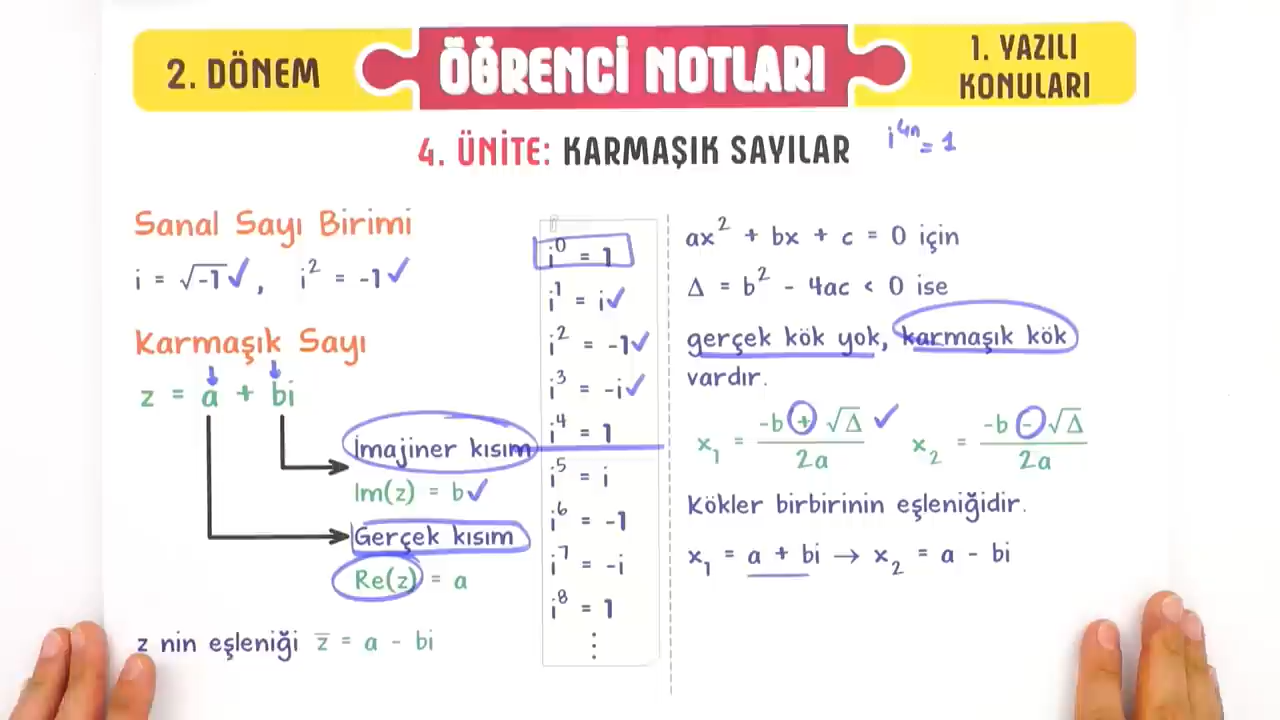 2. DÖNEM
ÖĞRENCİ NOTLARI
1. YAZILI
KONULARI
4. ÜNİTE: KARMAŞIK SAYILAR
i⁴ⁿ = 1
Sanal Sayı Birimi
i = √-1 ✓, i² = -1 ✓
Karmaşık Sayı
z = a + bi
İmajiner kısım
Im(z) = b ✓
Gerçek kısım
Re(z) = a
z nin eşleniği z̅ = a - bi
i⁰ = 1
i¹ = i ✓
i² = -1 ✓
i³ = -i ✓
i⁴ = 1
i⁵ = i
i⁶ = -1
i⁷ = -i
i⁸ = 1
⋮
ax² + bx + c = 0 için
Δ = b² - 4ac < 0 ise
gerçek kök yok, karmaşık kök
vardır.
x₁ = (-b + √Δ) / 2a ✓ x₂ = (-b - √Δ) / 2a
Kökler birbirinin eşleniğidir.
x₁ = a + bi → x₂ = a - bi